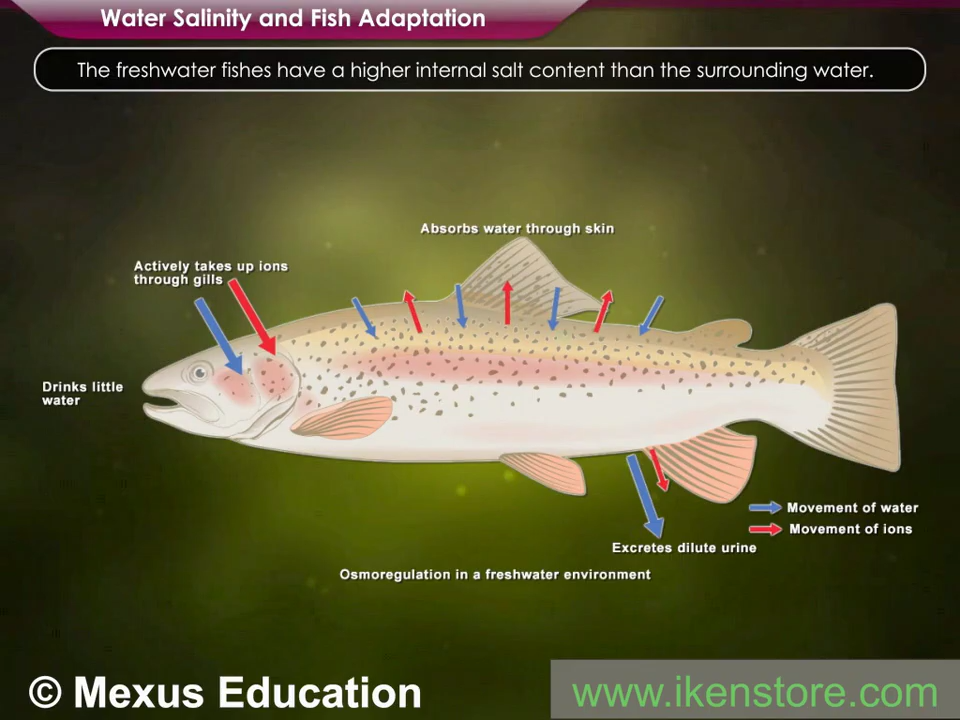 Water Salinity and Fish Adaptation
The freshwater fishes have a higher internal salt content than the surrounding water.
Absorbs water through skin
Actively takes up ions
through gills
Drinks little
water
Movement of water
Movement of ions
Excretes dilute urine
Osmoregulation in a freshwater environment
© Mexus Education
www.ikenstore.com